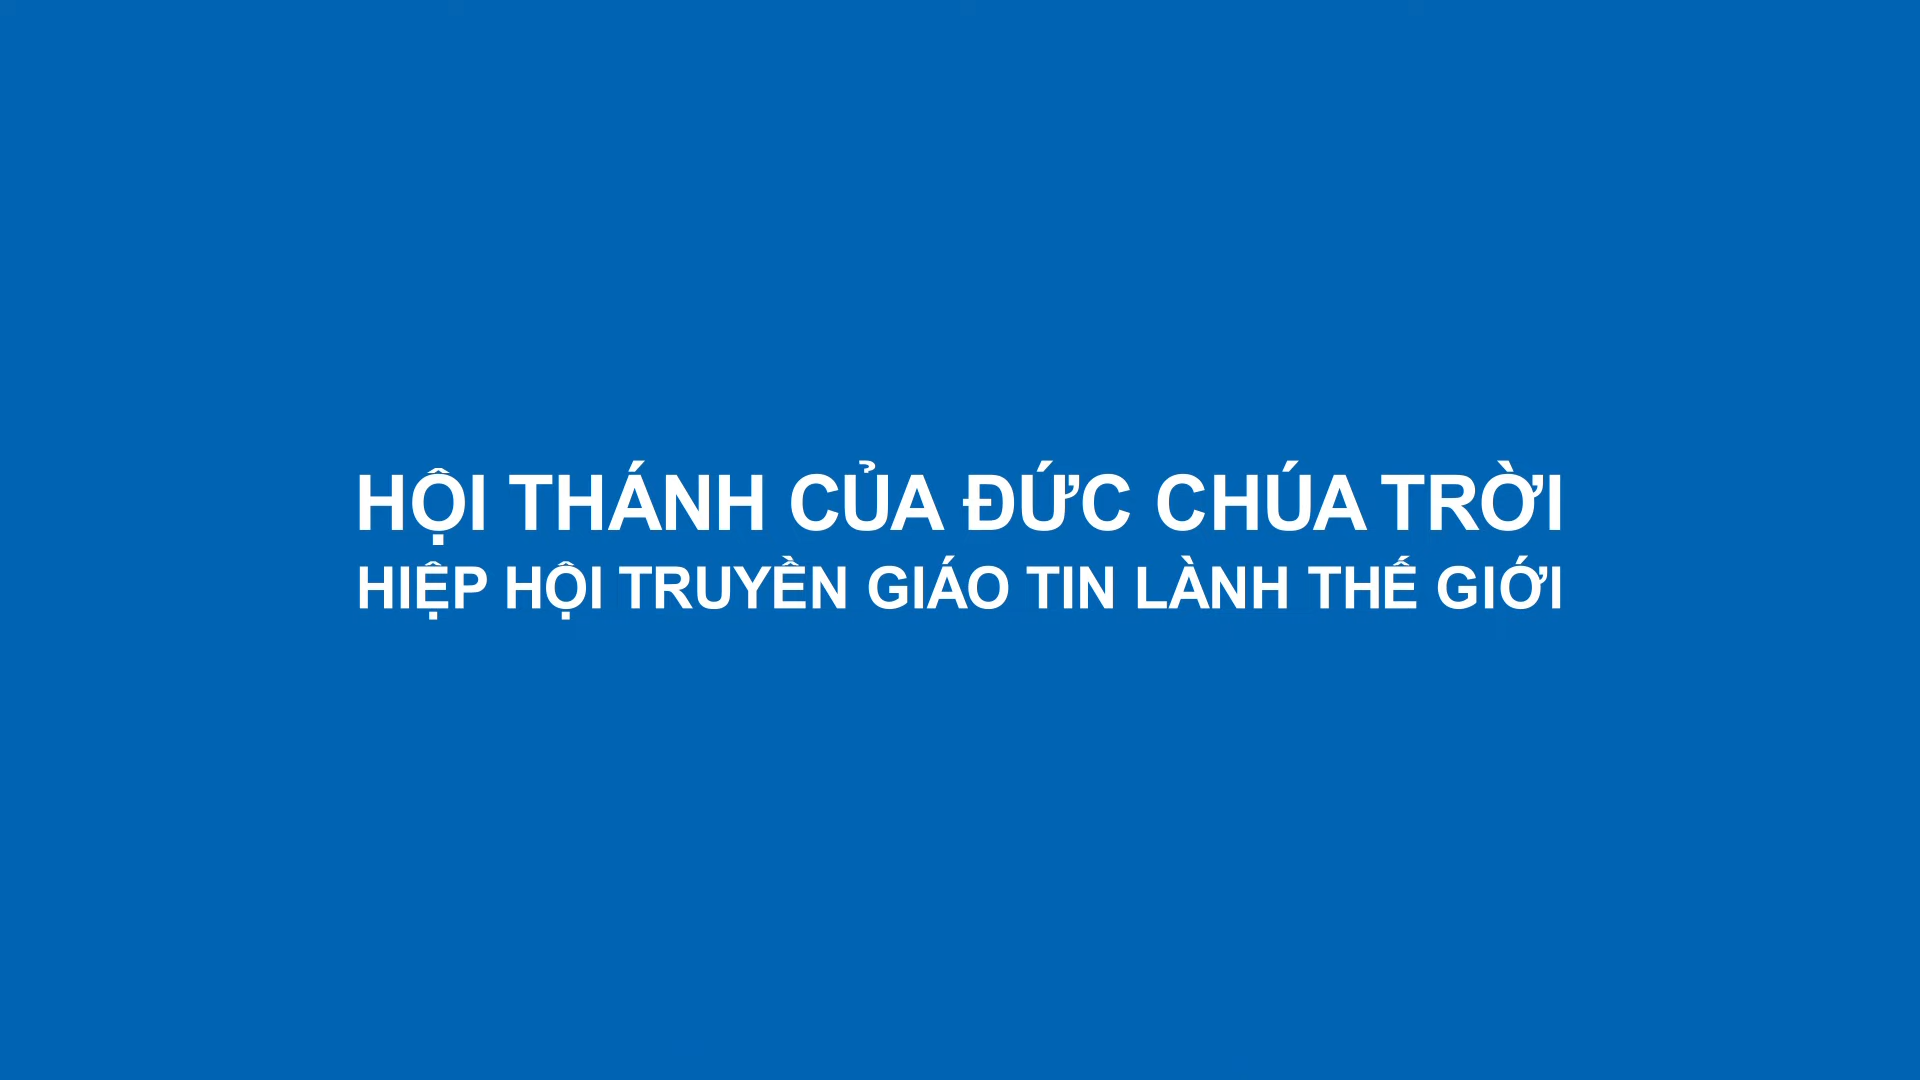 HỘI THÁNH CỦA ĐỨC CHÚA TRỜI
HIỆP HỘI TRUYỀN GIÁO TIN LÀNH THẾ GIỚI